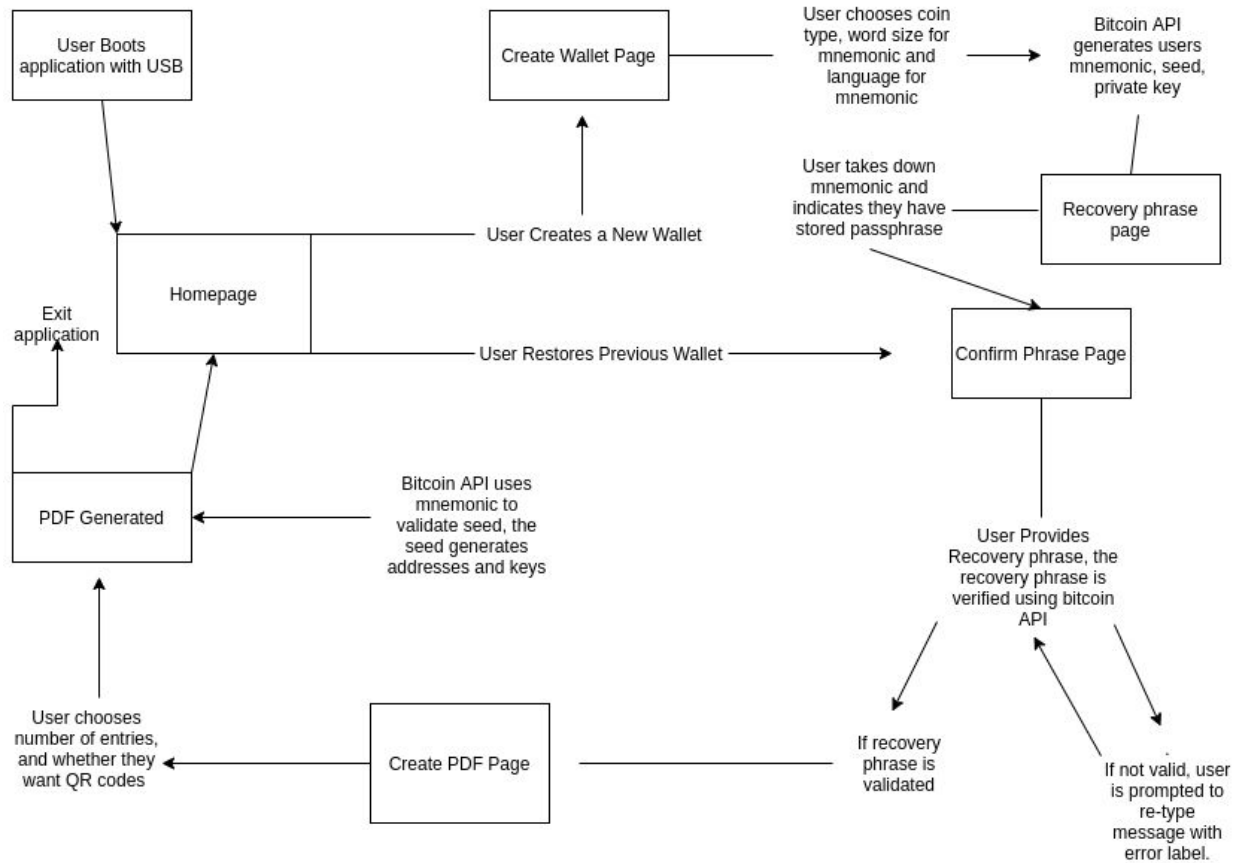 User Boots
application with USB
Create Wallet Page
User chooses coin
type, word size for
mnemonic and
language for
mnemonic
Bitcoin API
generates users
mnemonic, seed,
private key
User takes down
mnemonic and
indicates they have
stored passphrase
Recovery phrase
page
User Creates a New Wallet
Homepage
Exit
application
User Restores Previous Wallet
Confirm Phrase Page
PDF Generated
Bitcoin API uses
mnemonic to
validate seed, the
seed generates
addresses and keys
User Provides
Recovery phrase, the
recovery phrase is
verified using bitcoin
API
User chooses
number of entries,
and whether they
want QR codes
Create PDF Page
If recovery
phrase is
validated
If not valid, user
is prompted to
re-type
message with
error label.